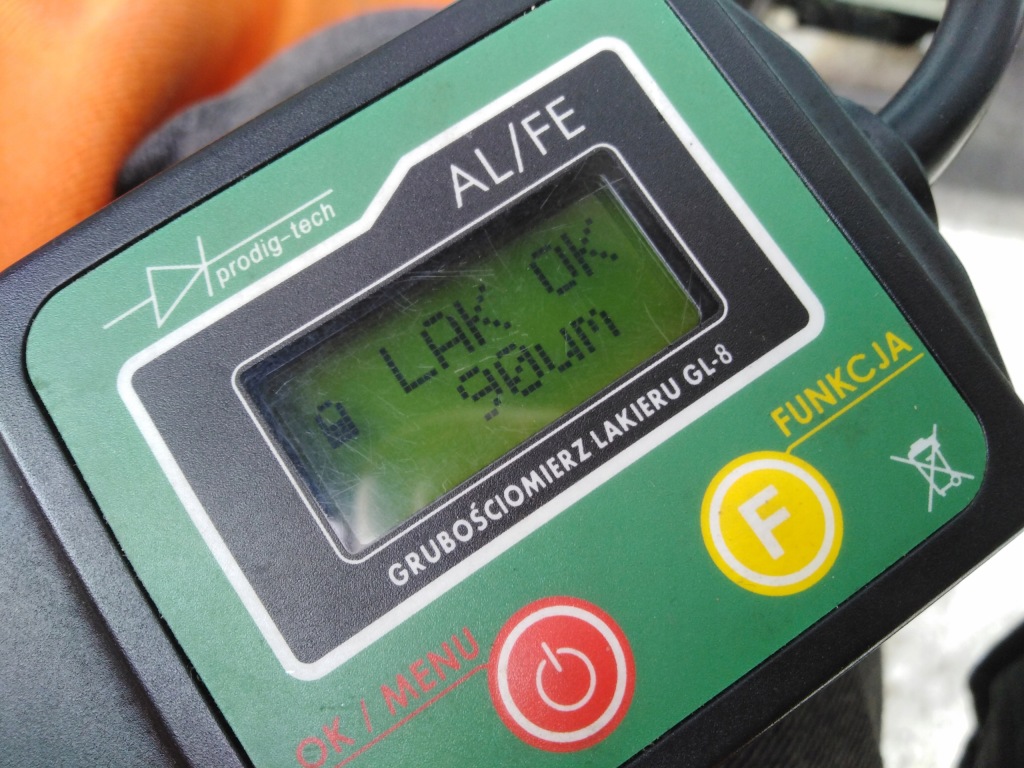 prodig-tech
AL/FE
LAK OK
90um
GRUBOŚCIOMIERZ LAKIERU GL-8
FUNKCJA
F
OK / MENU